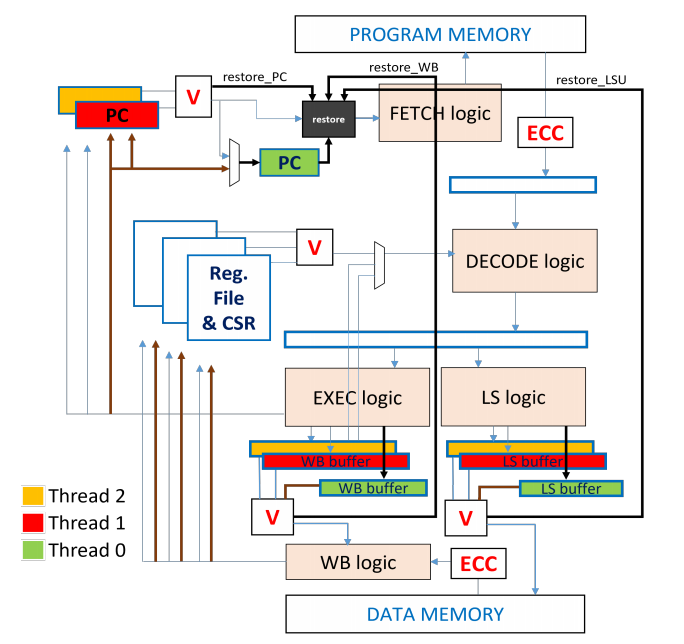 PROGRAM MEMORY
restore_PC
restore_WB
restore_LSU
V
PC
restore
FETCH logic
ECC
PC
V
Reg.
File
& CSR
DECODE logic
EXEC logic
LS logic
WB buffer
LS buffer
WB buffer
LS buffer
Thread 2
Thread 1
Thread 0
V
V
WB logic
ECC
DATA MEMORY